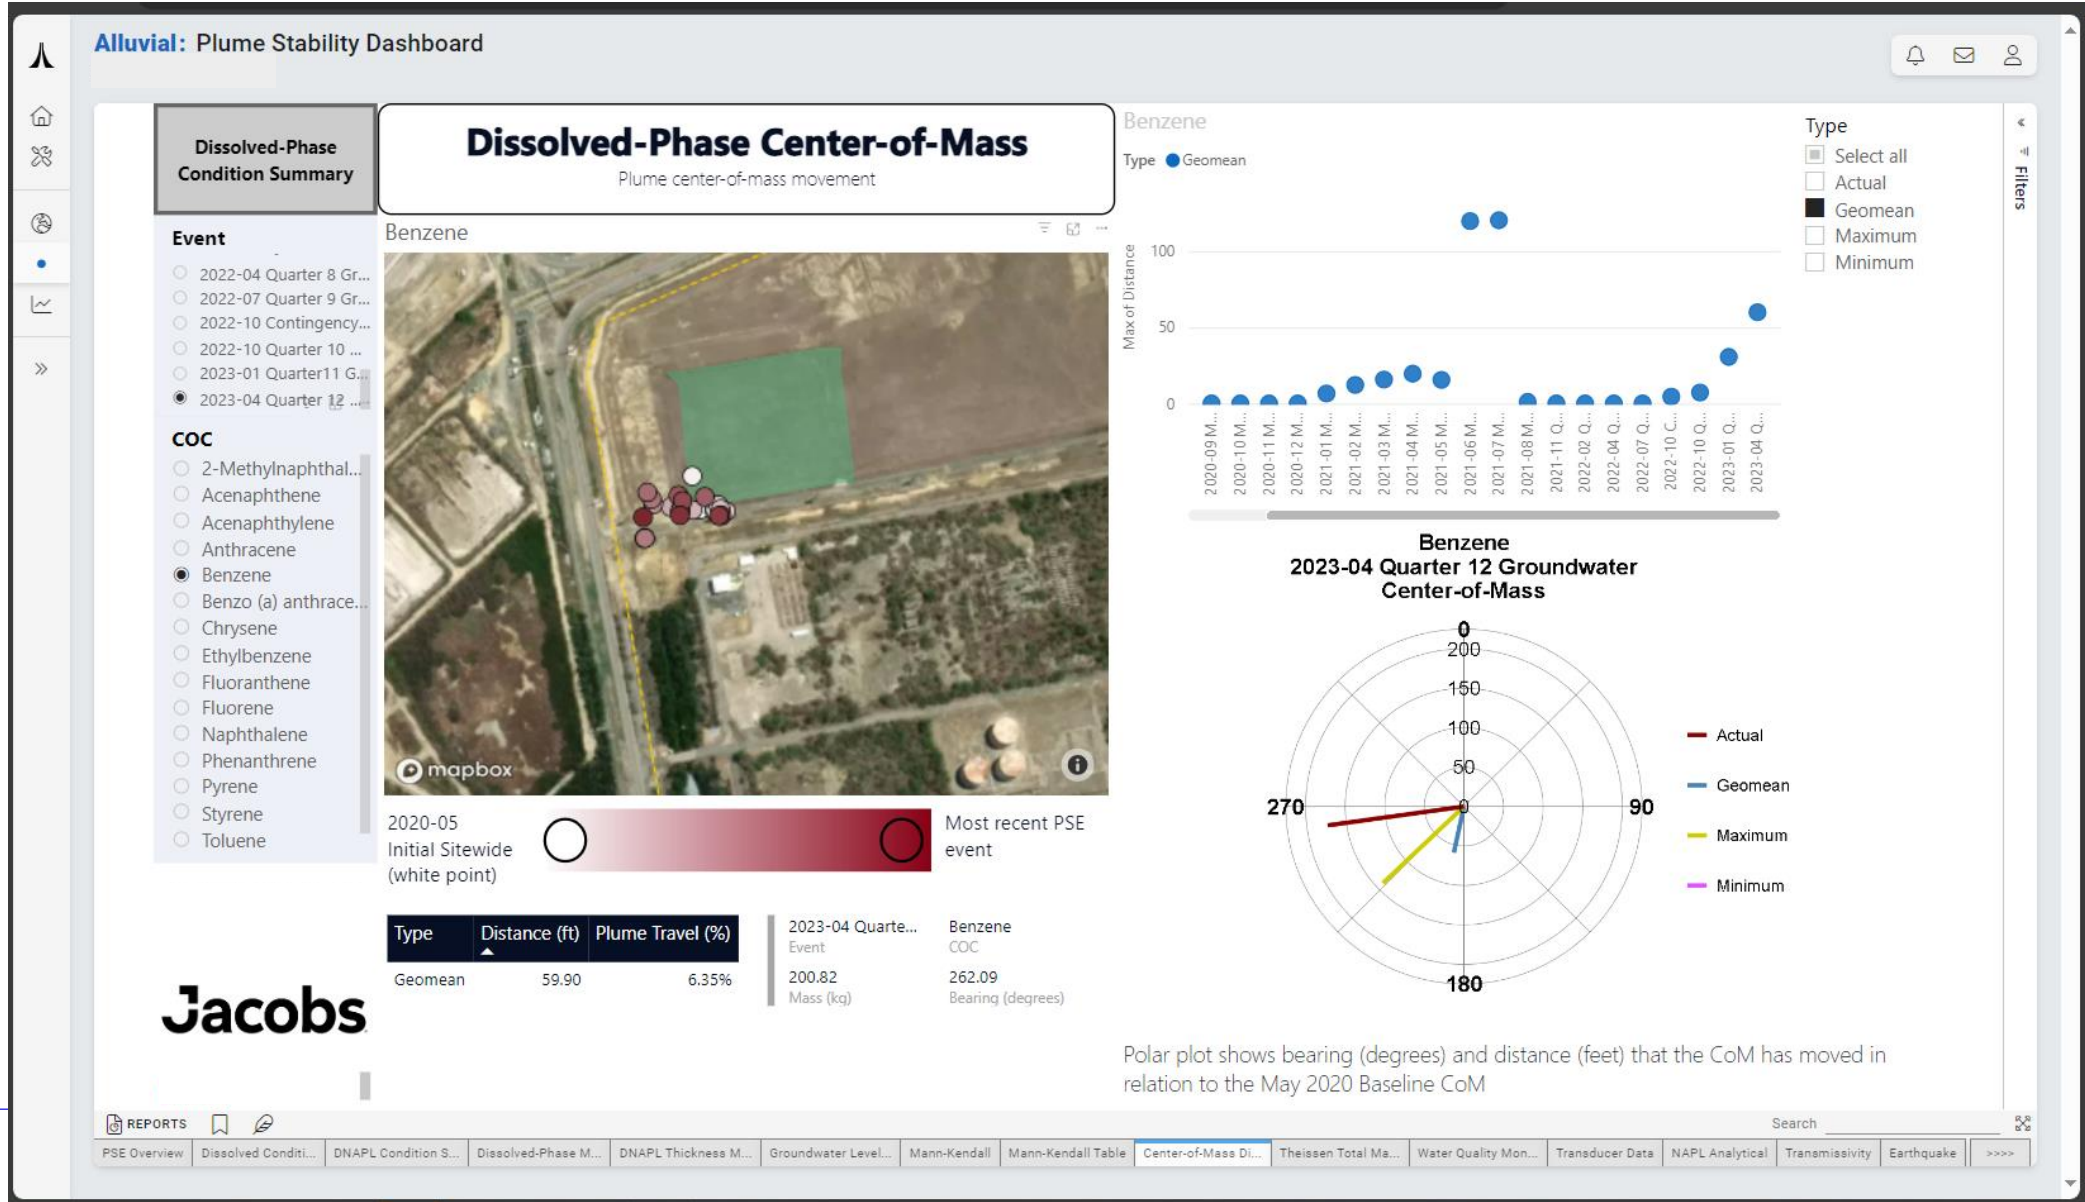 Alluvial: Plume Stability Dashboard
Dissolved-Phase
Condition Summary
Dissolved-Phase Center-of-Mass
Plume center-of-mass movement
Event
2022-04 Quarter 8 Gr...
2022-07 Quarter 9 Gr...
2022-10 Contingency...
2022-10 Quarter 10 ...
2023-01 Quarter11 G...
2023-04 Quarter 12 ...
COC
2-Methylnaphthal...
Acenaphthene
Acenaphthylene
Anthracene
Benzene
Benzo (a) anthrace...
Chrysene
Ethylbenzene
Fluoranthene
Fluorene
Naphthalene
Phenanthrene
Pyrene
Styrene
Toluene
Jacobs
Benzene
mapbox
2020-05
Initial Sitewide
(white point)
Most recent PSE
event
Type Distance (ft) Plume Travel (%)
Geomean 59.90 6.35%
2023-04 Quarte...
Event
Benzene
COC
200.82
Mass (kg)
262.09
Bearing (degrees)
Benzene
Type Geomean
Max of Distance
100
50
0
2020-09 M...
2020-10 M...
2020-11 M...
2020-12 M...
2021-01 M...
2021-02 M...
2021-03 M...
2021-04 M...
2021-05 M...
2021-06 M...
2021-07 M...
2021-08 M...
2021-11 Q...
2022-02 Q...
2022-04 Q...
2022-07 Q...
2022-10 C...
2022-10 Q...
2023-01 Q...
2023-04 Q...
Type
Select all
Actual
Geomean
Maximum
Minimum
Filters
Benzene
2023-04 Quarter 12 Groundwater
Center-of-Mass
0
200
150
100
50
0
270
90
180
Actual
Geomean
Maximum
Minimum
Polar plot shows bearing (degrees) and distance (feet) that the CoM has moved in
relation to the May 2020 Baseline CoM
REPORTS
Search
PSE Overview Dissolved Conditi... DNAPL Condition S... Dissolved-Phase M... DNAPL Thickness M... Groundwater Level... Mann-Kendall Mann-Kendall Table Center-of-Mass Di... Theissen Total Ma... Water Quality Mon... Transducer Data NAPL Analytical Transmissivity Earthquake >>>>